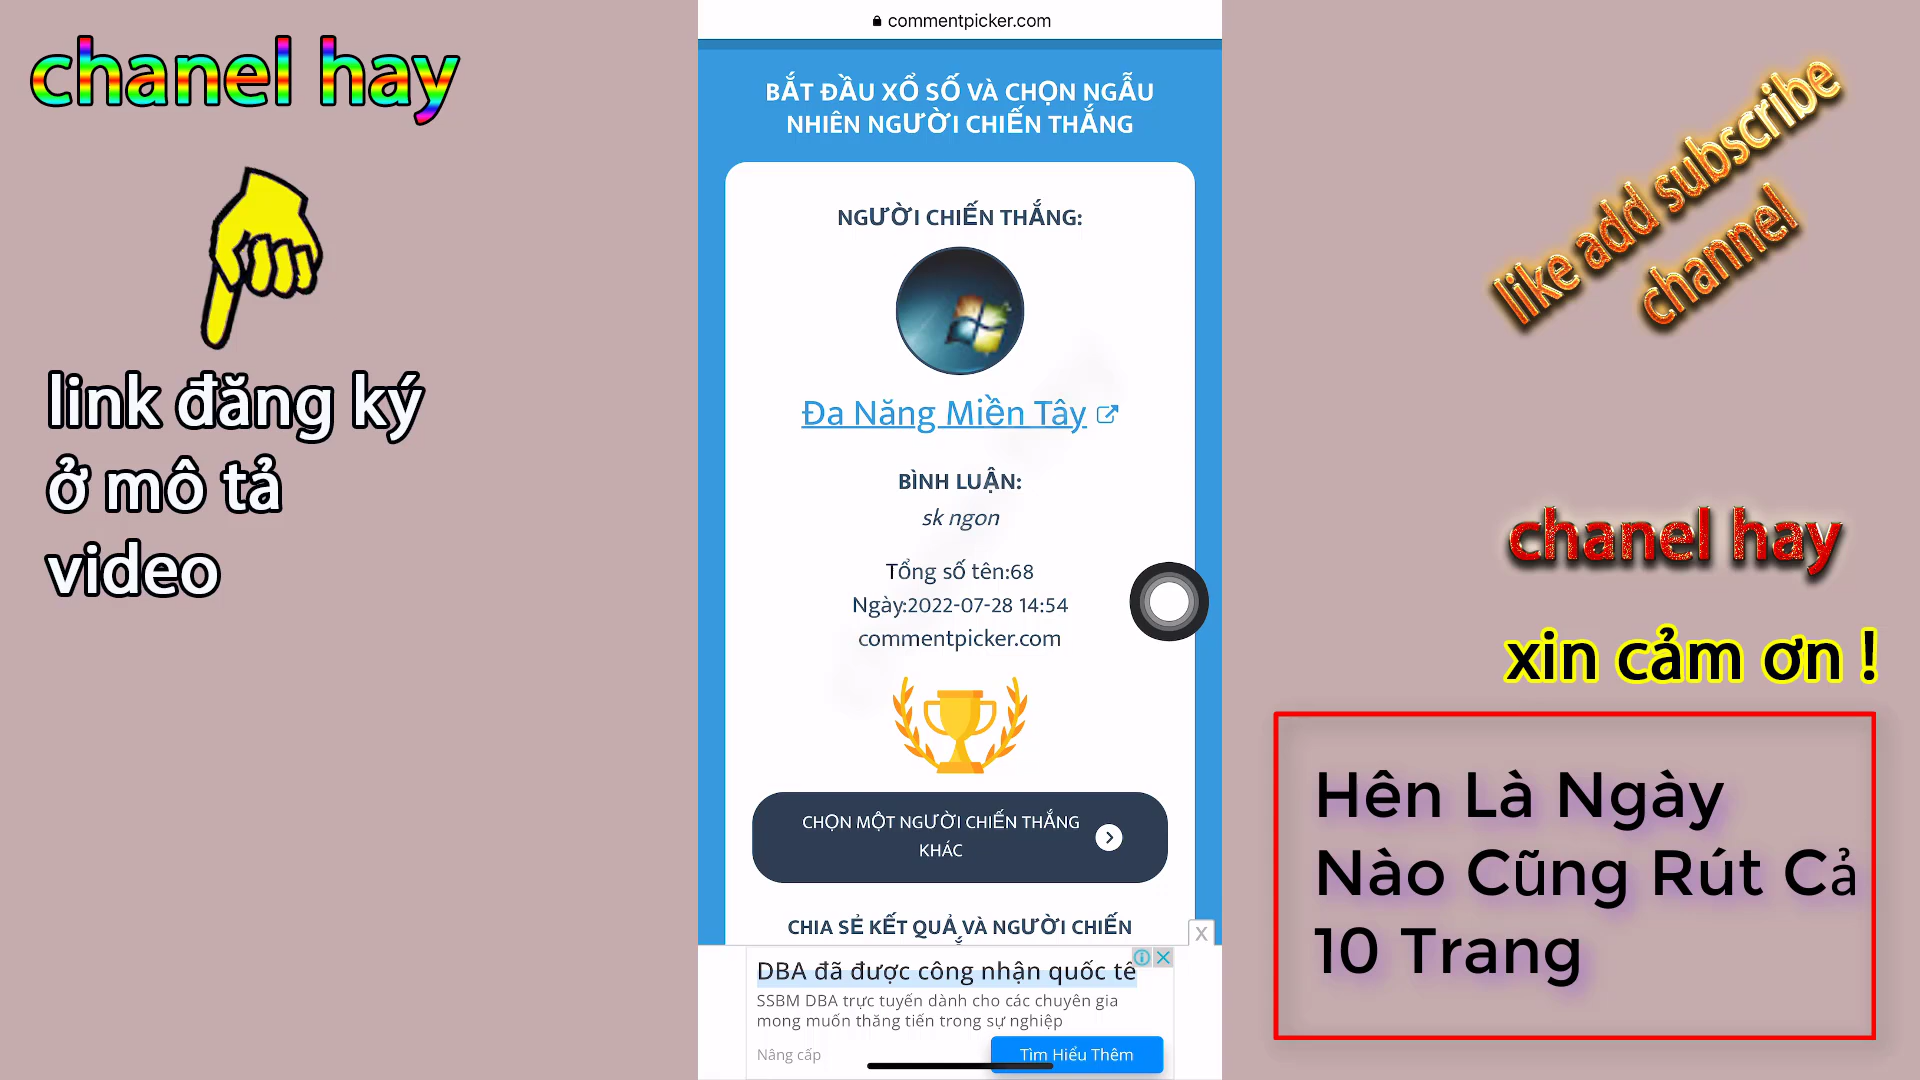 chanel hay
link đăng ký
ở mô tả
video
commentpicker.com
BẮT ĐẦU XỔ SỐ VÀ CHỌN NGẪU
NHIÊN NGƯỜI CHIẾN THẮNG
NGƯỜI CHIẾN THẮNG:
Đa Năng Miền Tây
BÌNH LUẬN:
sk ngon
Tổng số tên:68
Ngày:2022-07-28 14:54
commentpicker.com
CHỌN MỘT NGƯỜI CHIẾN THẮNG
KHÁC
CHIA SẺ KẾT QUẢ VÀ NGƯỜI CHIẾN
X
DBA đã được công nhận quốc tế
SSBM DBA trực tuyến dành cho các chuyên gia
mong muốn thăng tiến trong sự nghiệp
Nâng cấp
Tìm Hiểu Thêm
like add subscribe
channel
chanel hay
xin cảm ơn !
Hên Là Ngày
Nào Cũng Rút Cả
10 Trang